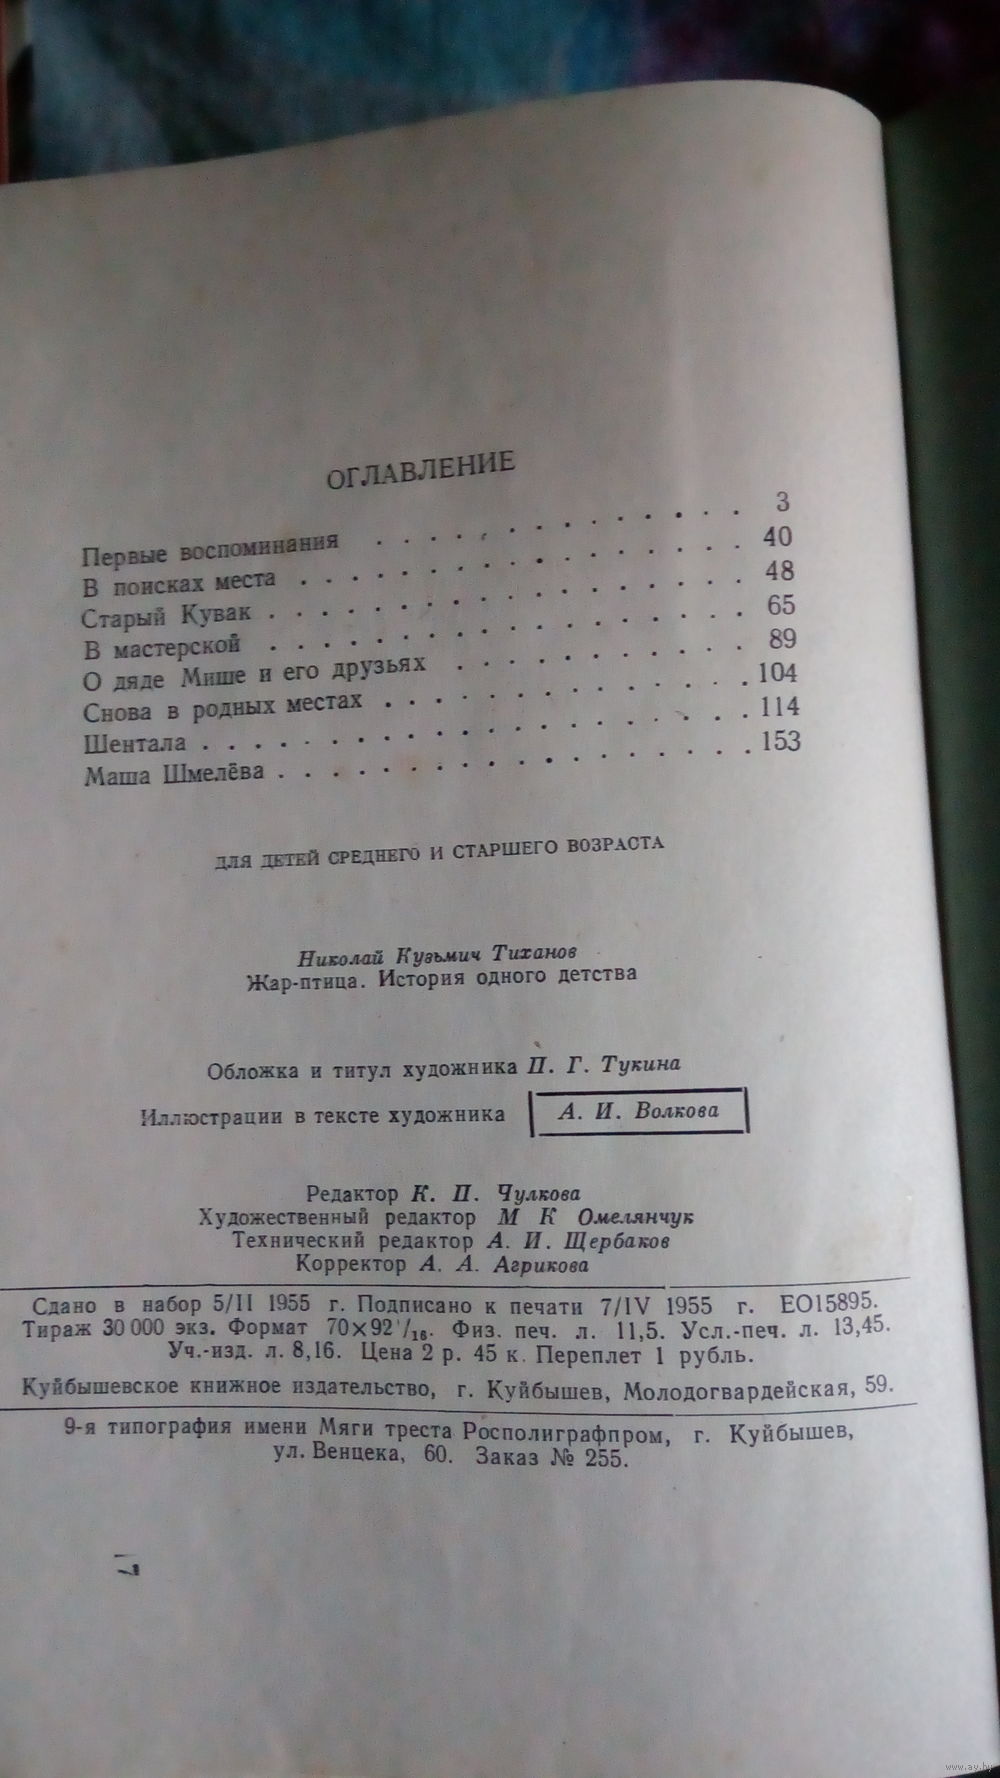 ОГЛАВЛЕНИЕ
Первые воспоминания . . . . . . . . . . . . . . 3
В поисках места . . . . . . . . . . . . . . . . . 40
Старый Кувак . . . . . . . . . . . . . . . . . . 48
В мастерской . . . . . . . . . . . . . . . . . . 65
О дяде Мише и его друзьях . . . . . . . . . . . 89
Снова в родных местах . . . . . . . . . . . . . . 104
Шентала . . . . . . . . . . . . . . . . . . . . . 114
Маша Шмелёва . . . . . . . . . . . . . . . . . . 153
ДЛЯ ДЕТЕЙ СРЕДНЕГО И СТАРШЕГО ВОЗРАСТА
Николай Кузьмич Тиханов
Жар-птица. История одного детства
Обложка и титул художника П. Г. Тукина
Иллюстрации в тексте художника А. И. Волкова
Редактор К. П. Чулкова
Художественный редактор М К Омелянчук
Технический редактор А. И. Щербаков
Корректор А. А. Агрикова
Сдано в набор 5/II 1955 г. Подписано к печати 7/IV 1955 г. ЕО15895.
Тираж 30 000 экз. Формат 70×92¹/₁₆. Физ. печ. л. 11,5. Усл.-печ. л. 13,45.
Уч.-изд. л. 8,16. Цена 2 р. 45 к. Переплет 1 рубль.
Куйбышевское книжное издательство, г. Куйбышев, Молодогвардейская, 59.
9-я типография имени Мяги треста Росполиграфпром, г. Куйбышев,
ул. Венцека, 60. Заказ № 255.
www.ay.by